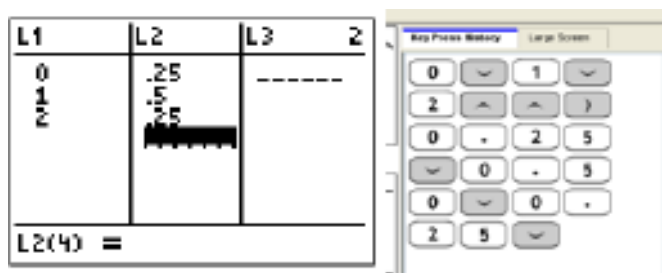 L1 L2 L3 2
0 .25 ------
1 .5
2 .25
L2(4) =
Key Press History Large Screen
0 1
2 )
0 . 2 5
0 . 5
0 0 .
2 5